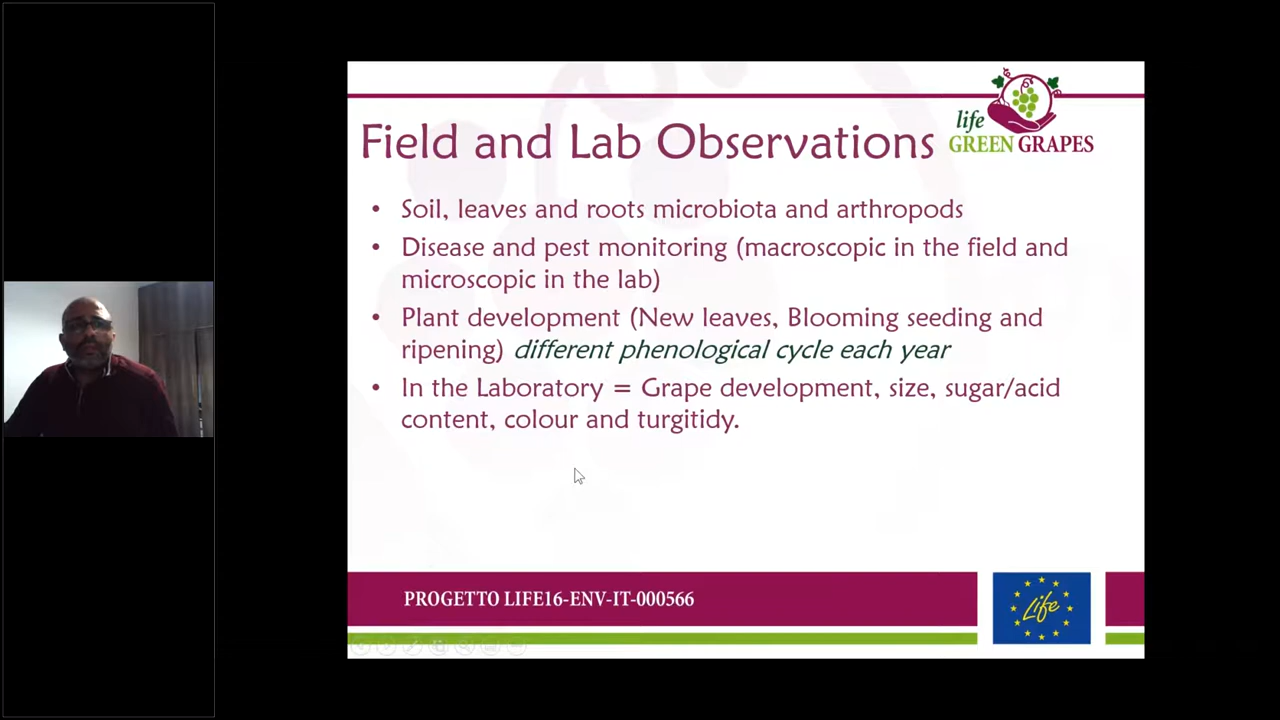 life
GREEN GRAPES
Field and Lab Observations
• Soil, leaves and roots microbiota and arthropods
• Disease and pest monitoring (macroscopic in the field and
microscopic in the lab)
• Plant development (New leaves, Blooming seeding and
ripening) different phenological cycle each year
• In the Laboratory = Grape development, size, sugar/acid
content, colour and turgitidy.
PROGETTO LIFE16-ENV-IT-000566
Life